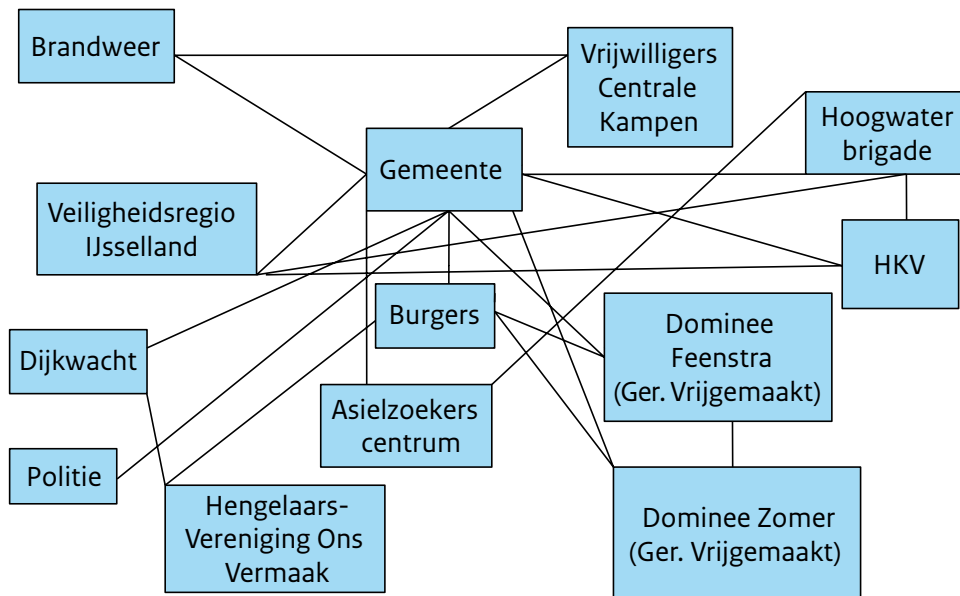 Brandweer
Vrijwilligers
Centrale
Kampen
Hoogwater
brigade
Gemeente
Veiligheidsregio
IJsselland
HKV
Burgers
Dominee
Feenstra
(Ger. Vrijgemaakt)
Dijkwacht
Asielzoekers
centrum
Politie
Hengelaars-
Vereniging Ons
Vermaak
Dominee Zomer
(Ger. Vrijgemaakt)